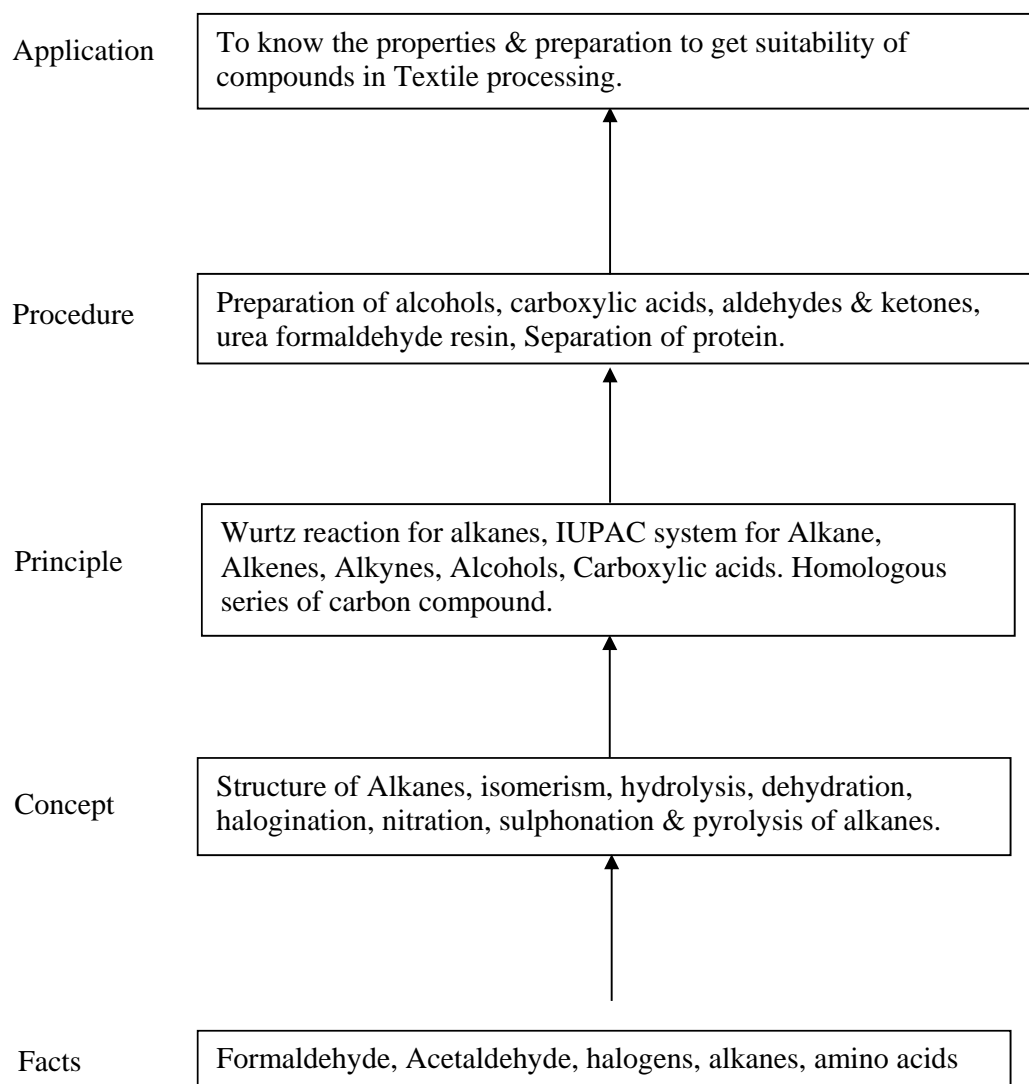 Application
To know the properties & preparation to get suitability of
compounds in Textile processing.
Procedure
Preparation of alcohols, carboxylic acids, aldehydes & ketones,
urea formaldehyde resin, Separation of protein.
Principle
Wurtz reaction for alkanes, IUPAC system for Alkane,
Alkenes, Alkynes, Alcohols, Carboxylic acids. Homologous
series of carbon compound.
Concept
Structure of Alkanes, isomerism, hydrolysis, dehydration,
halogination, nitration, sulphonation & pyrolysis of alkanes.
Facts
Formaldehyde, Acetaldehyde, halogens, alkanes, amino acids